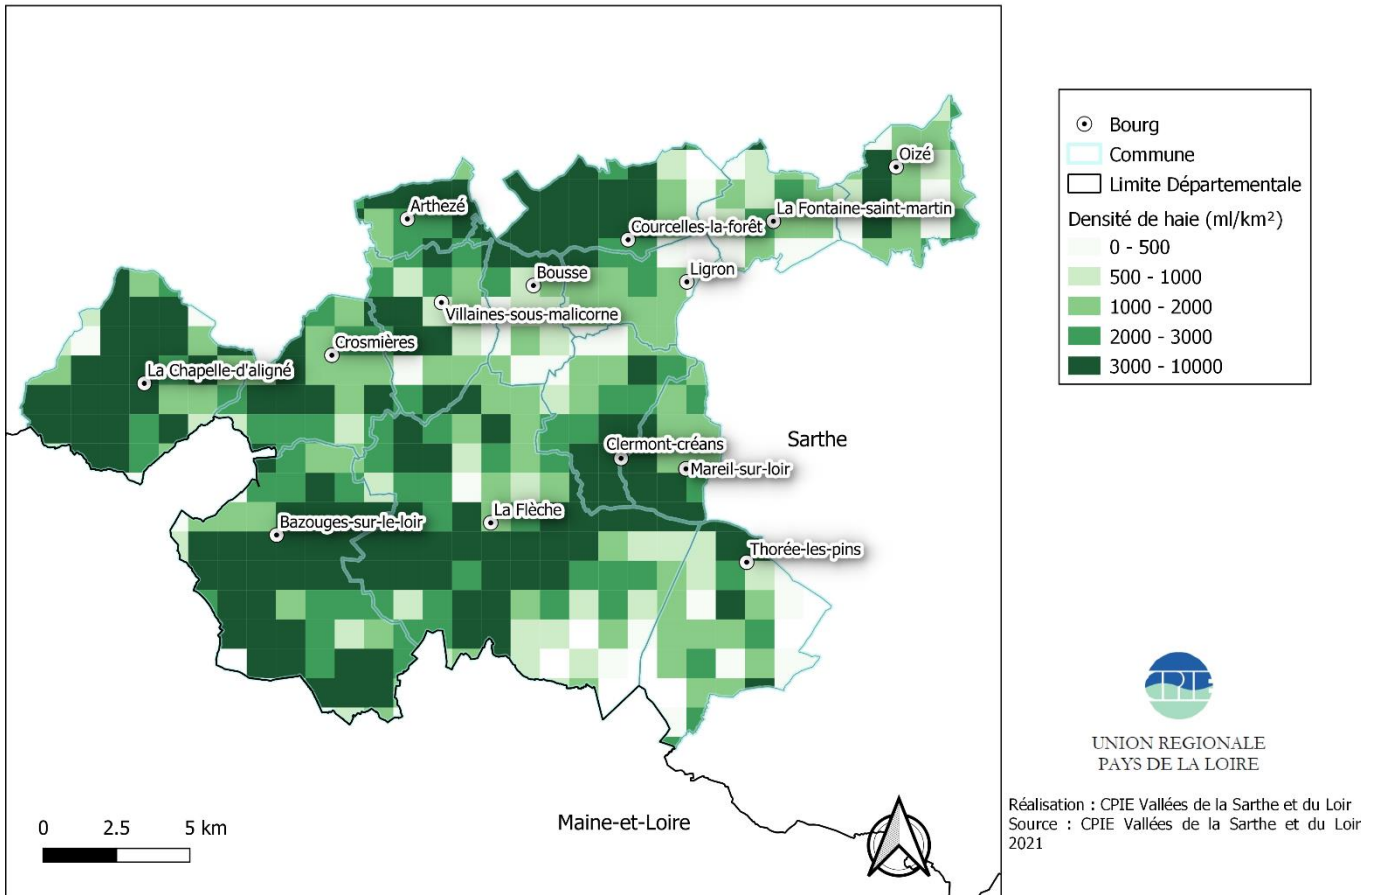 Oizé
Arthezé
La Fontaine-saint-martin
Courcelles-la-forêt
Bousse
Ligron
Villaines-sous-malicorne
Crosmières
La Chapelle-d'aligné
Clermont-créans
Mareil-sur-loir
Sarthe
La Flèche
Bazouges-sur-le-loir
Thorée-les-pins
Maine-et-Loire
0 2.5 5 km
Bourg
Commune
Limite Départementale
Densité de haie (ml/km²)
0 - 500
500 - 1000
1000 - 2000
2000 - 3000
3000 - 10000
CPIE
UNION REGIONALE
PAYS DE LA LOIRE
Réalisation : CPIE Vallées de la Sarthe et du Loir
Source : CPIE Vallées de la Sarthe et du Loir
2021